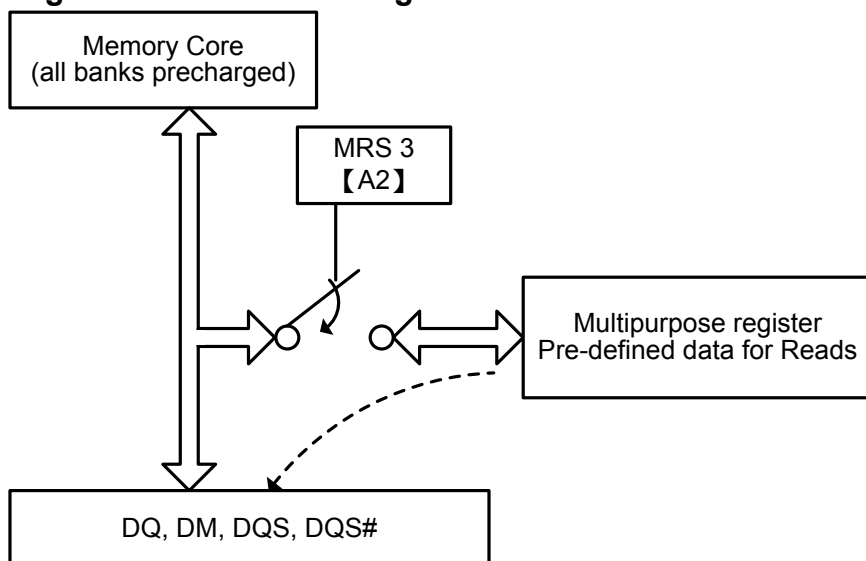 Memory Core
(all banks precharged)
MRS 3
【A2】
Multipurpose register
Pre-defined data for Reads
DQ, DM, DQS, DQS#